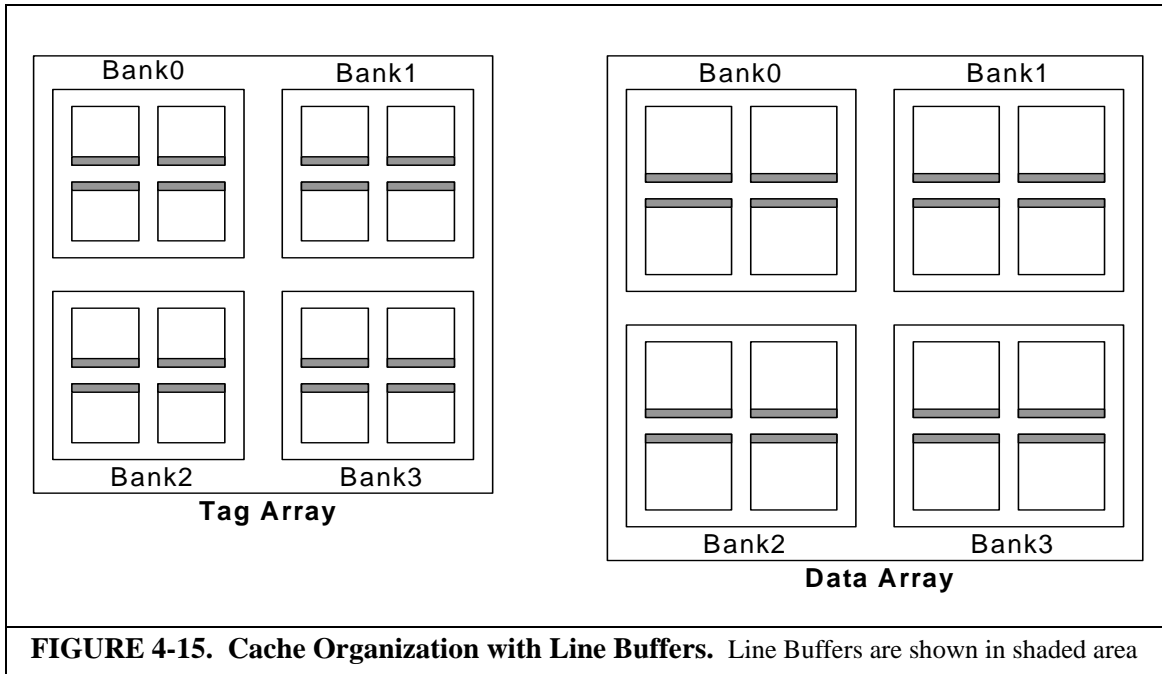 Bank0
Bank1
Bank2
Bank3
Tag Array
Bank0
Bank1
Bank2
Bank3
Data Array
FIGURE 4-15. Cache Organization with Line Buffers. Line Buffers are shown in shaded area